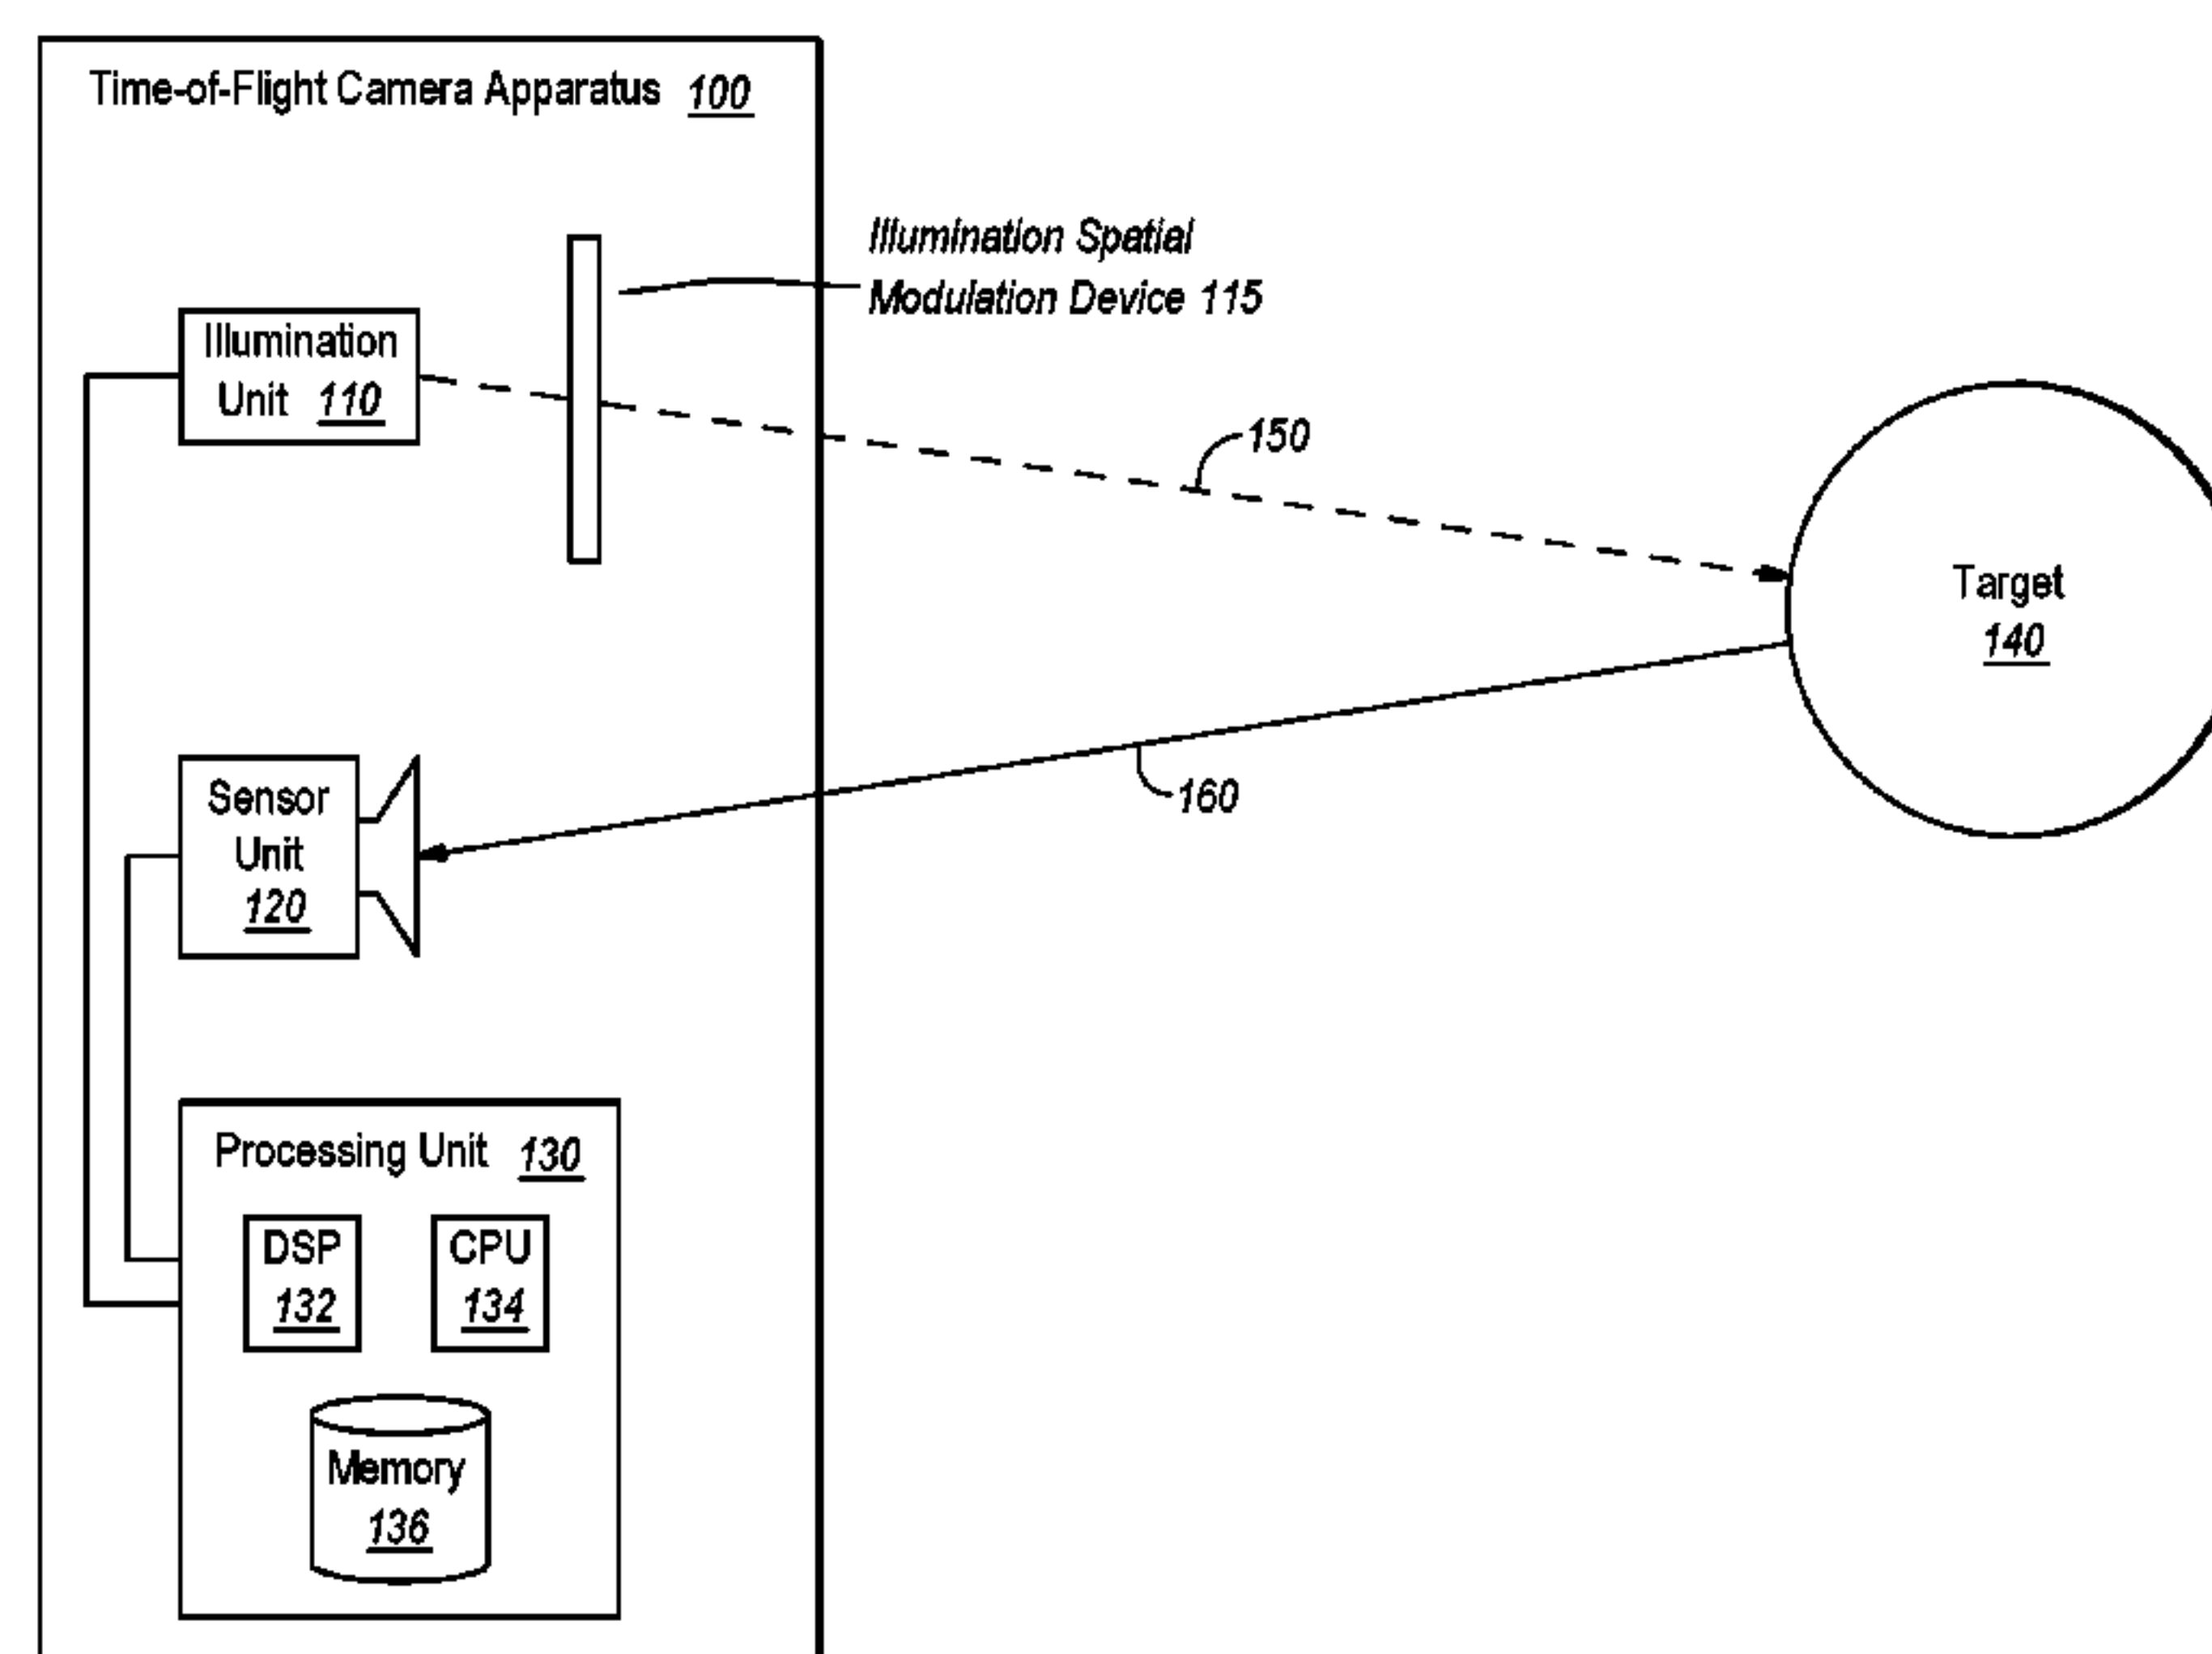 Time-of-Flight Camera Apparatus 100
Illumination Spatial
Modulation Device 115
Illumination
Unit 110
150
Target
140
Sensor
Unit
120
160
Processing Unit 130
DSP
132
CPU
134
Memory
136